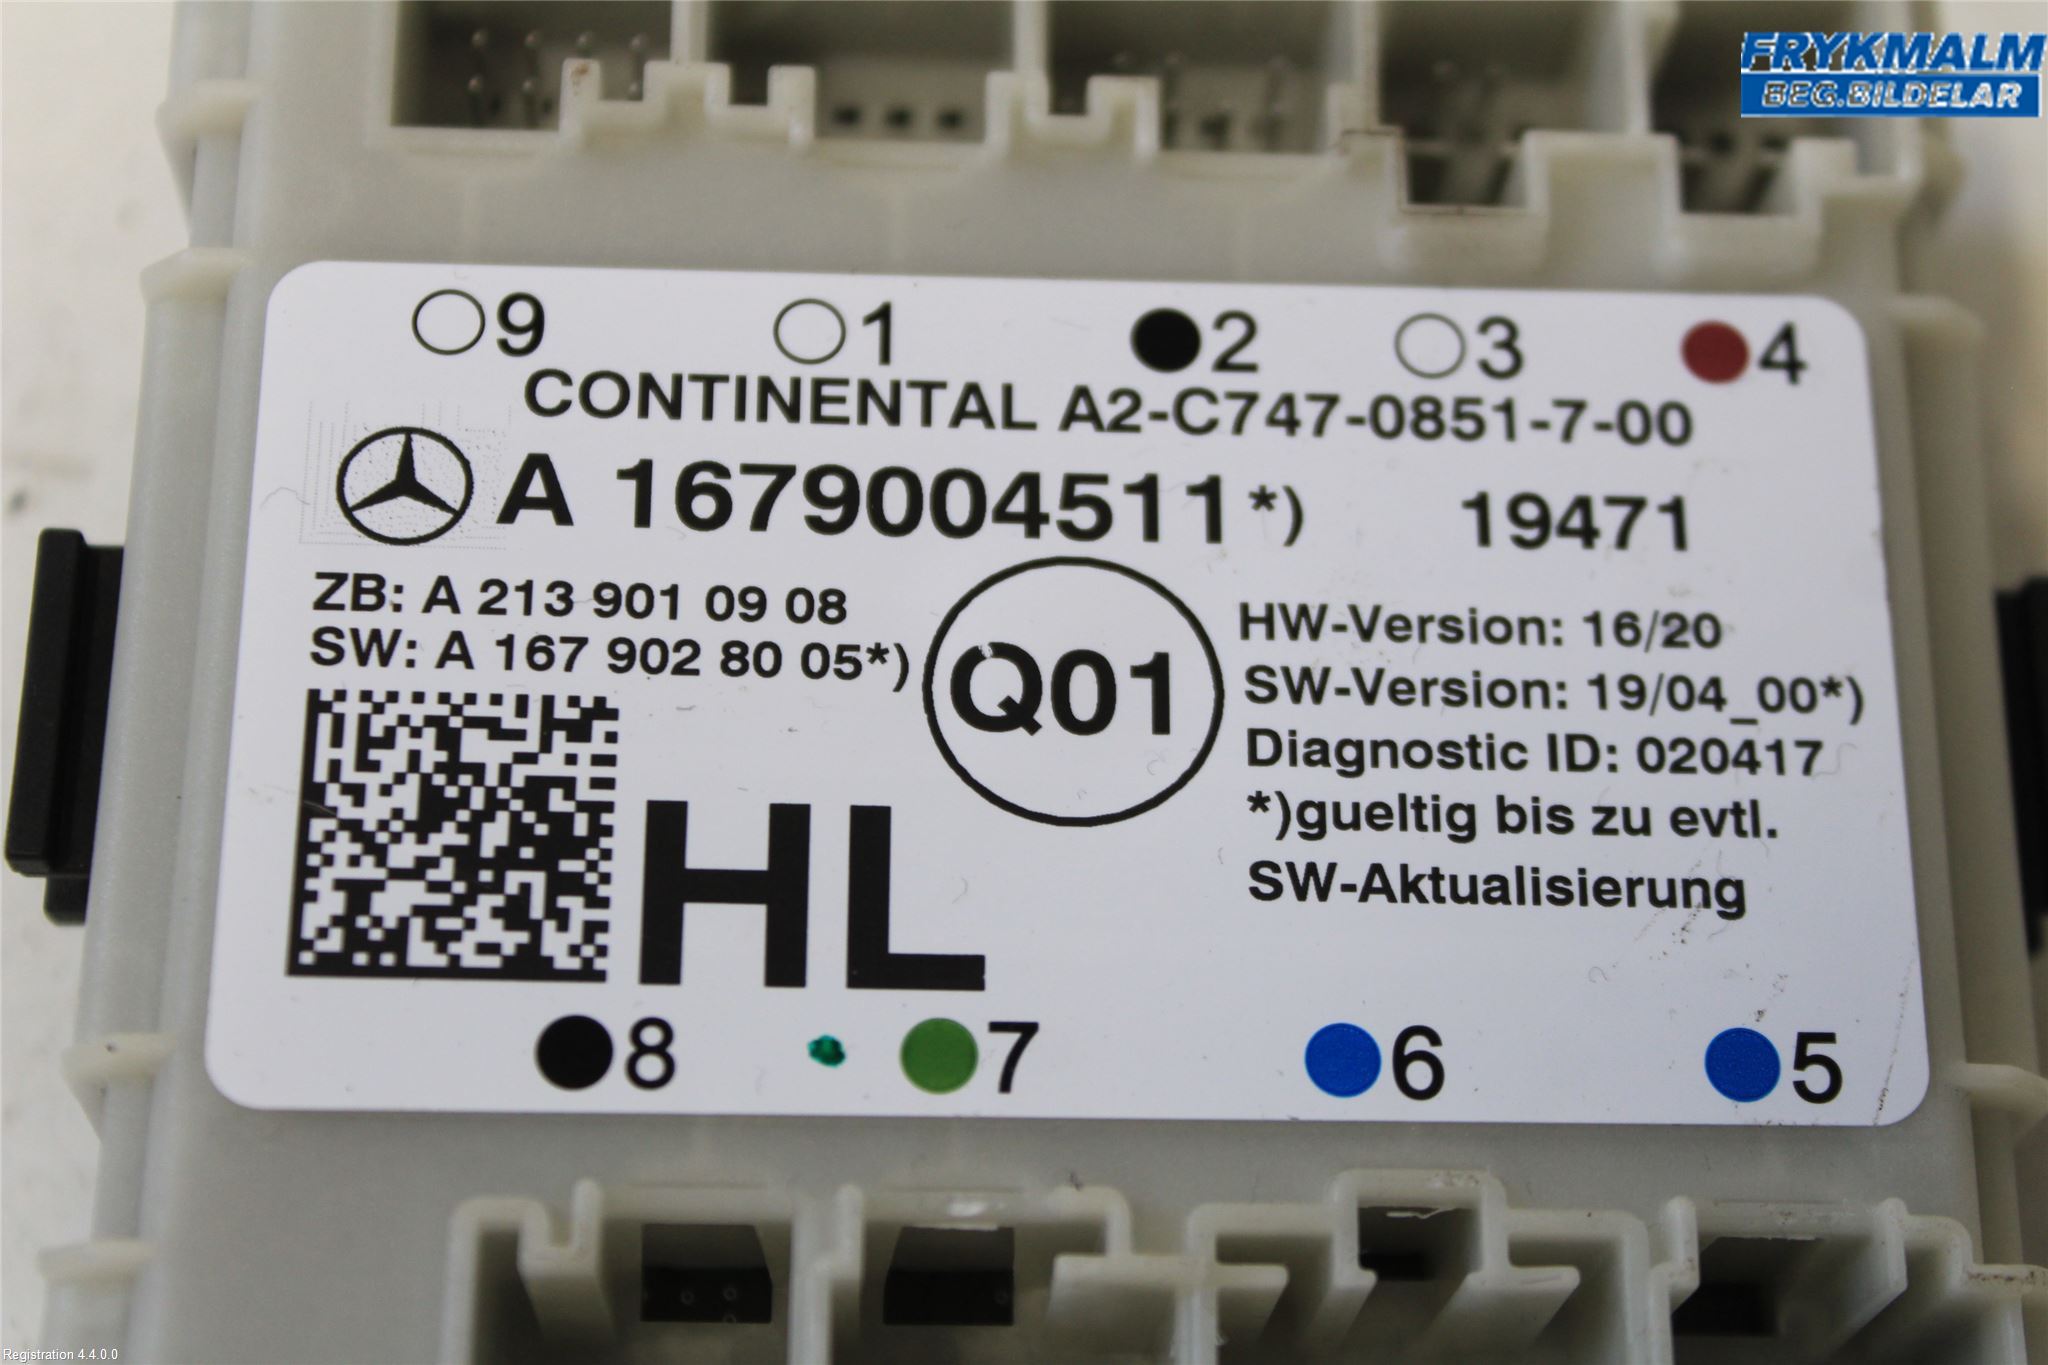 FRYKMALM
BEG.BILDELAR
9 1 2 3 4
CONTINENTAL A2-C747-0851-7-00
A 1679004511*) 19471
ZB: A 213 901 09 08
SW: A 167 902 80 05*)
Q01
HW-Version: 16/20
SW-Version: 19/04_00*)
Diagnostic ID: 020417
*)gueltig bis zu evtl.
SW-Aktualisierung
HL
8 7 6 5
Registration 4.4.0.0